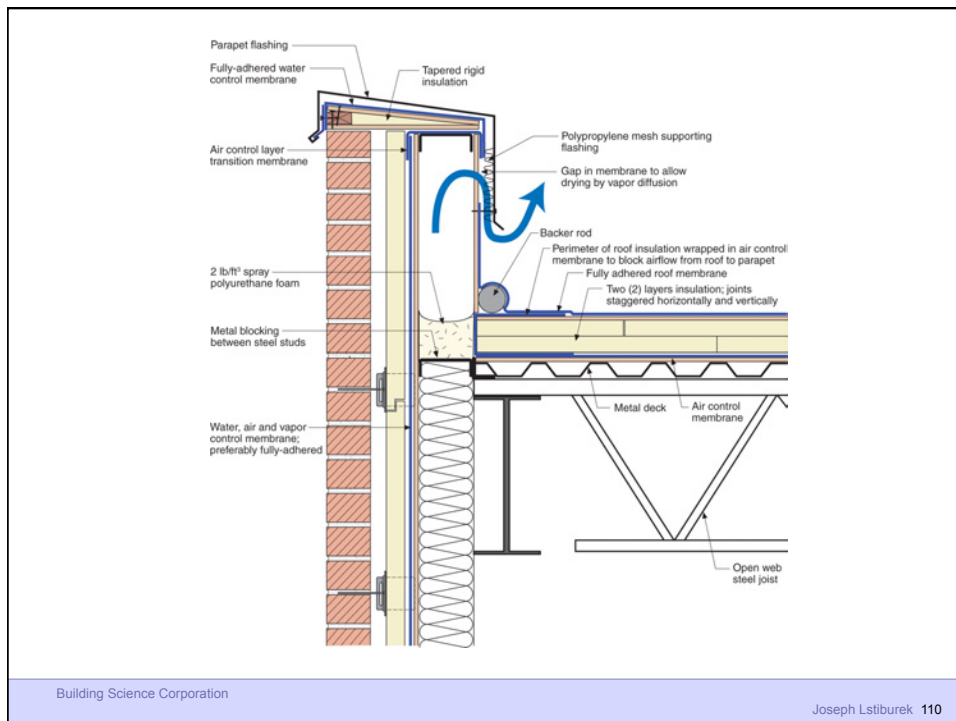 Parapet flashing
Fully-adhered water
control membrane
Tapered rigid
insulation
Air control layer
transition membrane
Polypropylene mesh supporting
flashing
Gap in membrane to allow
drying by vapor diffusion
Backer rod
Perimeter of roof insulation wrapped in air control
membrane to block airflow from roof to parapet
Fully adhered roof membrane
Two (2) layers insulation; joints
staggered horizontally and vertically
2 lb/ft³ spray
polyurethane foam
Metal blocking
between steel studs
Metal deck
Air control
membrane
Water, air and vapor
control membrane;
preferably fully-adhered
Open web
steel joist
Building Science Corporation
Joseph Lstiburek 110